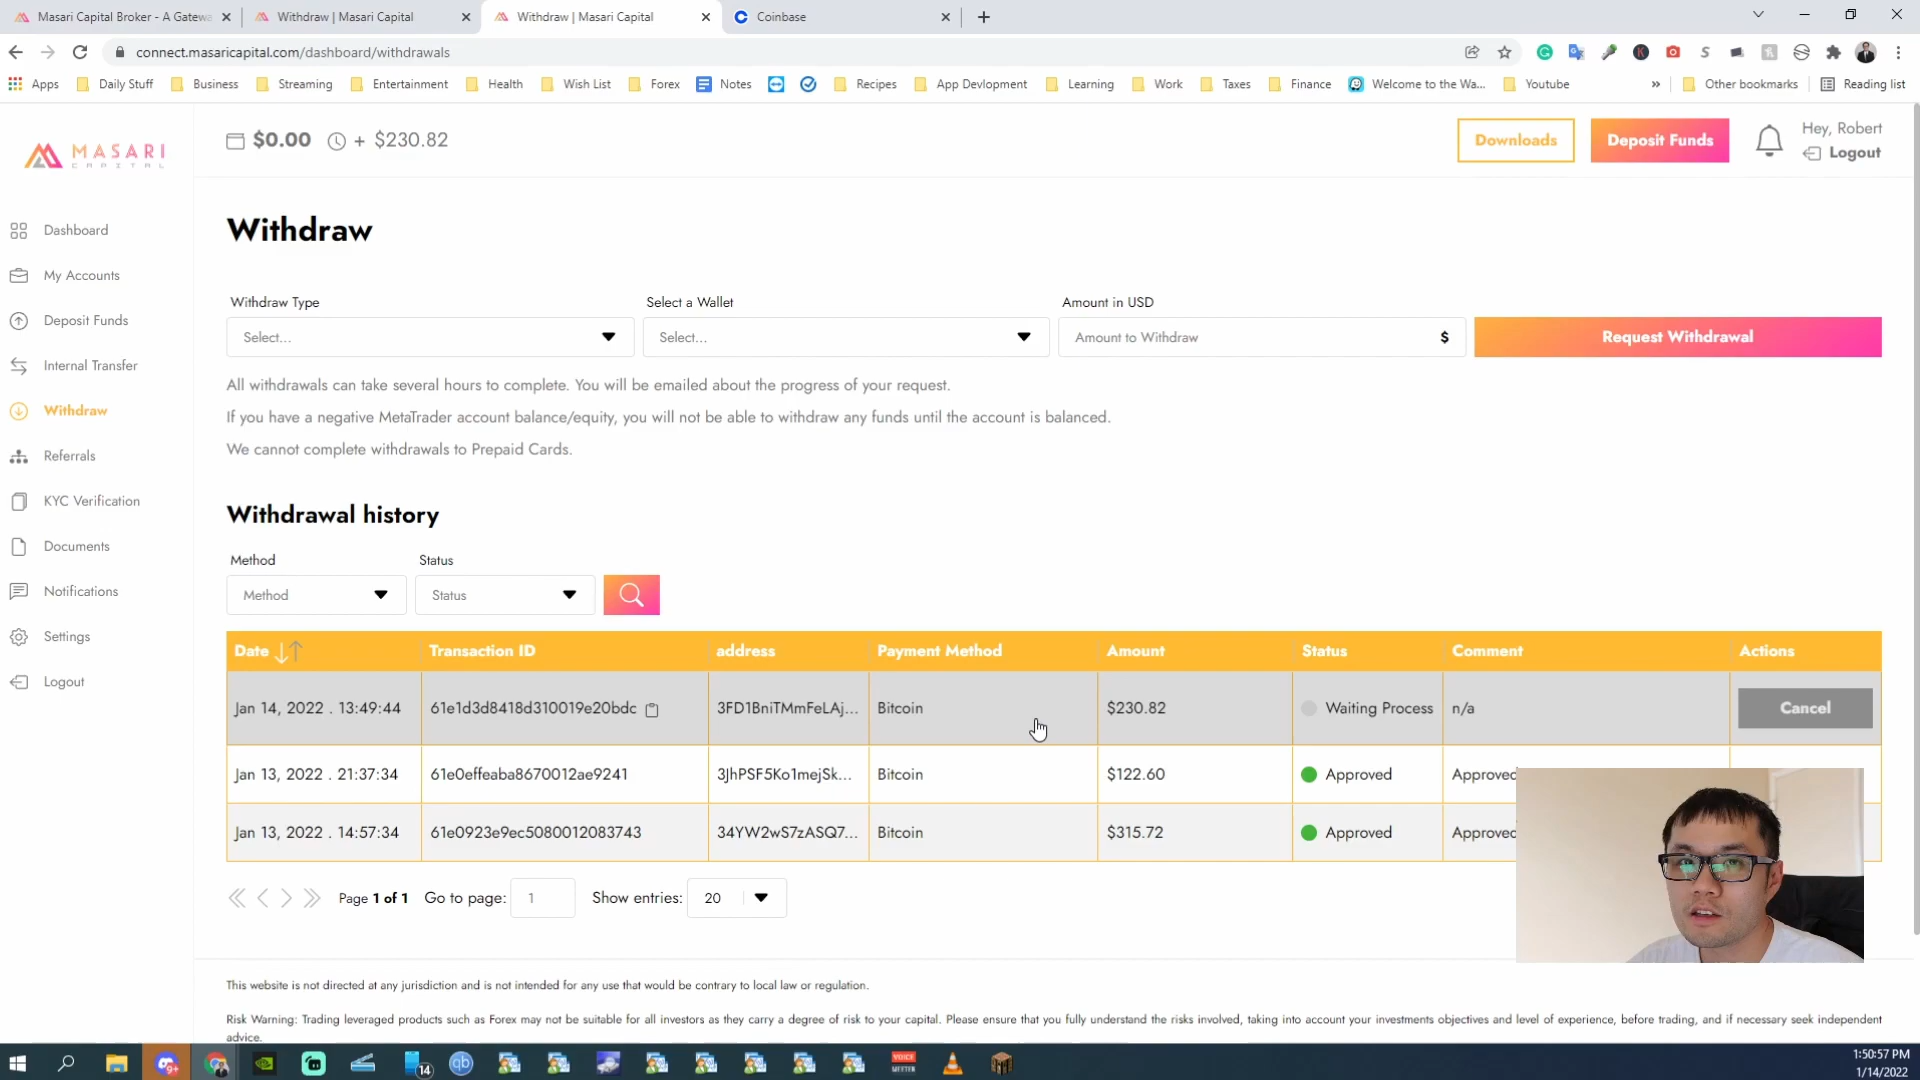 Masari Capital Broker - A Gatewa
Withdraw | Masari Capital
Withdraw | Masari Capital
Coinbase
connect.masaricapital.com/dashboard/withdrawals
Apps
Daily Stuff
Business
Streaming
Entertainment
Health
Wish List
Forex
Notes
Recipes
App Devlopment
Learning
Work
Taxes
Finance
Welcome to the Wa...
Youtube
»
Other bookmarks
Reading list
MASARI
CAPITAL
$0.00 + $230.82
Downloads
Deposit Funds
Hey, Robert
Logout
Dashboard
My Accounts
Deposit Funds
Internal Transfer
Withdraw
Referrals
KYC Verification
Documents
Notifications
Settings
Logout
Withdraw
Withdraw Type
Select a Wallet
Amount in USD
Select...
Select...
Amount to Withdraw $
Request Withdrawal
All withdrawals can take several hours to complete. You will be emailed about the progress of your request.
If you have a negative MetaTrader account balance/equity, you will not be able to withdraw any funds until the account is balanced.
We cannot complete withdrawals to Prepaid Cards.
Withdrawal history
Method Status
Method Status
Date Transaction ID address Payment Method Amount Status Comment Actions
Jan 14, 2022 . 13:49:44 61e1d3d8418d310019e20bdc 3FD1BniTMmFeLAj... Bitcoin $230.82 Waiting Process n/a Cancel
Jan 13, 2022 . 21:37:34 61e0effeaba8670012ae9241 3JhPSF5Ko1mejSk... Bitcoin $122.60 Approved Approved
Jan 13, 2022 . 14:57:34 61e0923e9ec5080012083743 34YW2wS7zASQ7... Bitcoin $315.72 Approved Approved
Page 1 of 1 Go to page: 1 Show entries: 20
This website is not directed at any jurisdiction and is not intended for any use that would be contrary to local law or regulation.
Risk Warning: Trading leveraged products such as Forex may not be suitable for all investors as they carry a degree of risk to your capital. Please ensure that you fully understand the risks involved, taking into account your investments objectives and level of experience, before trading, and if necessary seek independent
advice.
9+
14
qb
1:50:57 PM
1/14/2022